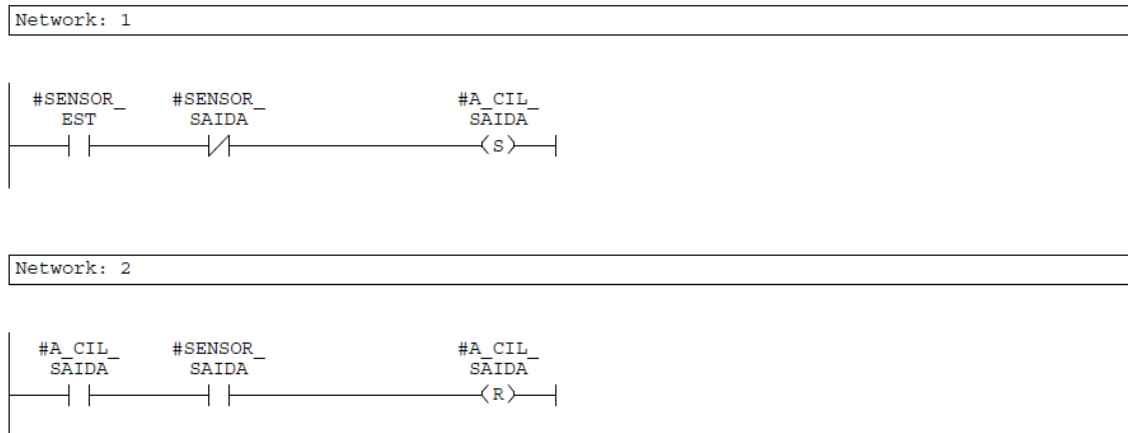 Network: 1
#SENSOR_ #SENSOR_ #A_CIL_
EST SAIDA SAIDA
S
Network: 2
#A_CIL_ #SENSOR_ #A_CIL_
SAIDA SAIDA SAIDA
R